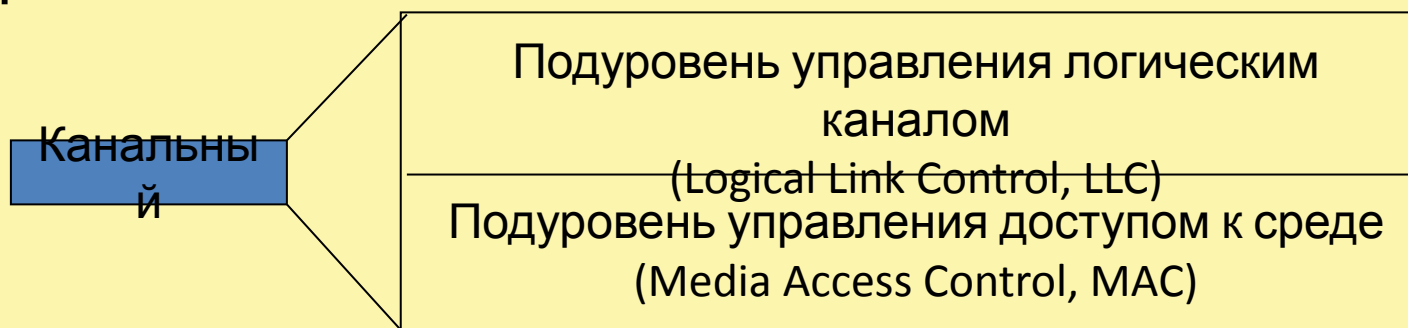 Подуровень управления логическим
каналом
(Logical Link Control, LLC)
Канальны
й
Подуровень управления доступом к среде
(Media Access Control, MAC)